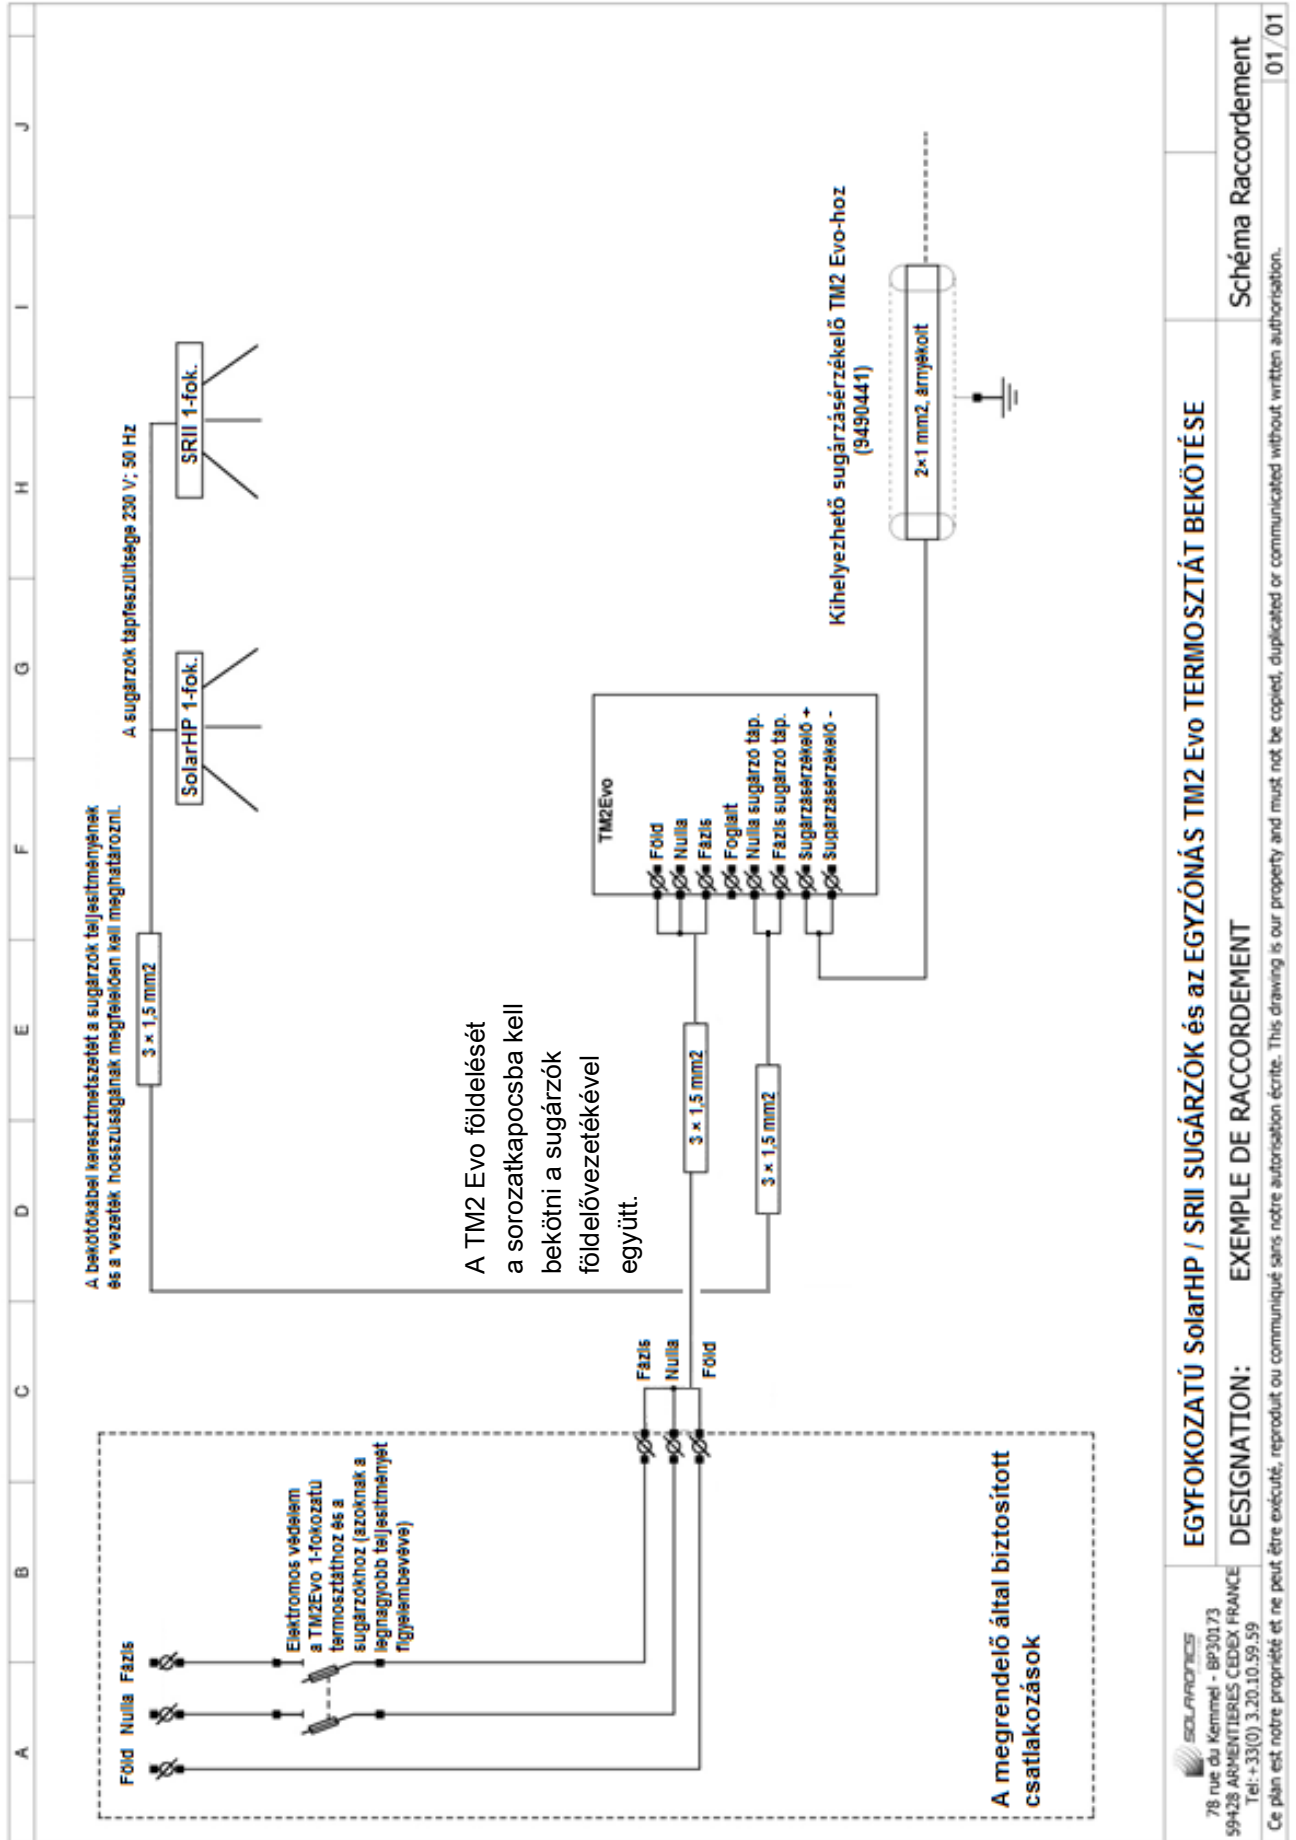 A
B
C
D
E
F
G
H
I
J
A bekötőkábel keresztmetszetét a sugárzók teljesítményének
és a vezeték hosszúságának megfelelően kell meghatározni.
A sugárzók tápfeszültsége 230 V; 50 Hz
3 × 1,5 mm2
SolarHP 1-fok.
SRII 1-fok.
Föld
Nulla
Fázis
Elektromos védelem
a TM2Evo 1-fokozatú
termosztáthoz és a
sugárzókhoz (azoknak a
legnagyobb teljesítményét
figyelembevéve)
A TM2 Evo földelését
a sorozatkapocsba kell
bekötni a sugárzók
földelővezetékével
együtt.
Fázis
Nulla
Föld
3 × 1,5 mm2
3 × 1,5 mm2
TM2Evo
Föld
Nulla
Fázis
Foglalt
Nulla sugárzó táp.
Fázis sugárzó táp.
Sugárzásérzékelő +
Sugárzásérzékelő -
Kihelyezhető sugárzásérzékelő TM2 Evo-hoz
(9490441)
2×1 mm2, árnyékolt
A megrendelő által biztosított
csatlakozások
SOLARONICS
78 rue du Kemmel - BP30173
59428 ARMENTIERES CEDEX FRANCE
Tel:+33(0) 3.20.10.59.59
EGYFOKOZATÚ SolarHP / SRII SUGÁRZÓK és az EGYZÓNÁS TM2 Evo TERMOSZTÁT BEKÖTÉSE
DESIGNATION: EXEMPLE DE RACCORDEMENT
Schéma Raccordement
Ce plan est notre propriété et ne peut être exécuté, reproduit ou communiqué sans notre autorisation écrite. This drawing is our property and must not be copied, duplicated or communicated without written authorisation.
01/01